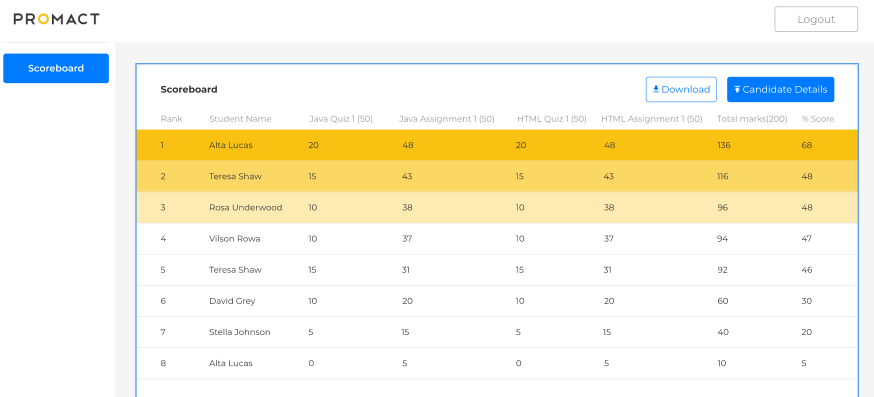 PROMACT
Logout
Scoreboard
Scoreboard
Download Candidate Details
Rank Student Name Java Quiz 1 (50) Java Assignment 1 (50) HTML Quiz 1 (50) HTML Assignment 1 (50) Total marks(200) % Score
1 Alta Lucas 20 48 20 48 136 68
2 Teresa Shaw 15 43 15 43 116 48
3 Rosa Underwood 10 38 10 38 96 48
4 Vilson Rowa 10 37 10 37 94 47
5 Teresa Shaw 15 31 15 31 92 46
6 David Grey 10 20 10 20 60 30
7 Stella Johnson 5 15 5 15 40 20
8 Alta Lucas 0 5 0 5 10 5